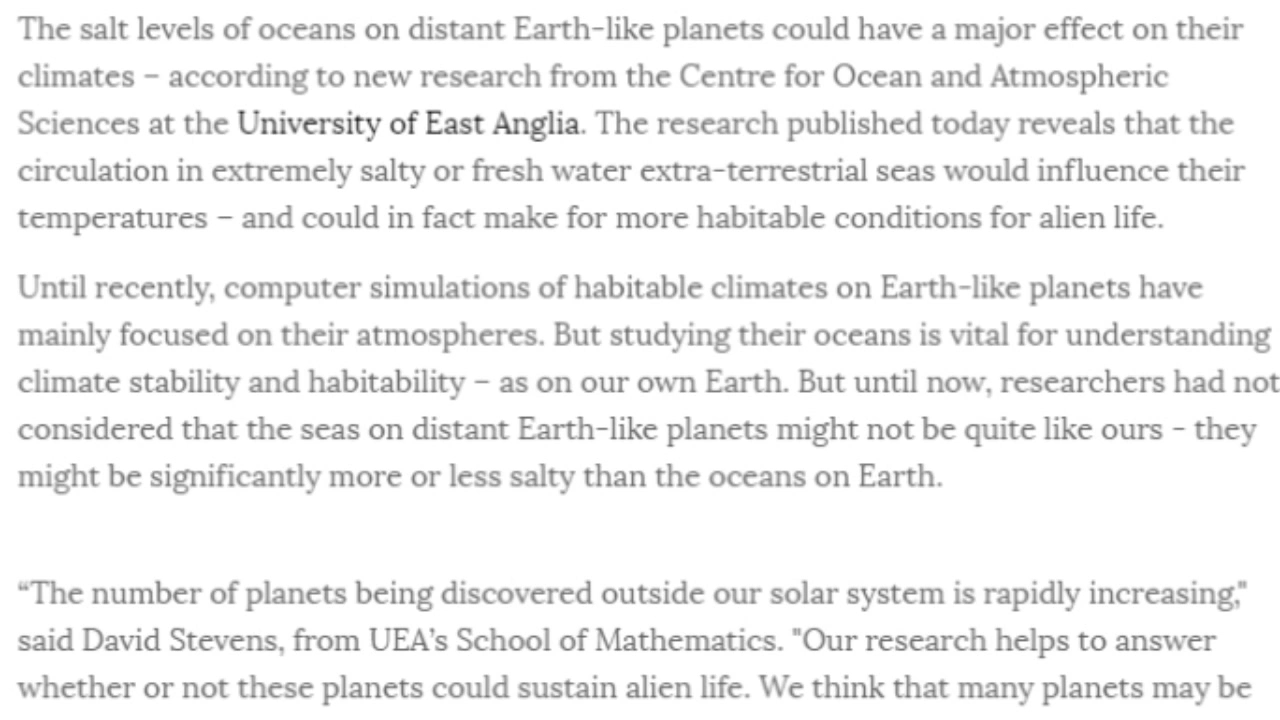 The salt levels of oceans on distant Earth-like planets could have a major effect on their
climates – according to new research from the Centre for Ocean and Atmospheric
Sciences at the University of East Anglia. The research published today reveals that the
circulation in extremely salty or fresh water extra-terrestrial seas would influence their
temperatures – and could in fact make for more habitable conditions for alien life.
Until recently, computer simulations of habitable climates on Earth-like planets have
mainly focused on their atmospheres. But studying their oceans is vital for understanding
climate stability and habitability – as on our own Earth. But until now, researchers had not
considered that the seas on distant Earth-like planets might not be quite like ours – they
might be significantly more or less salty than the oceans on Earth.
“The number of planets being discovered outside our solar system is rapidly increasing,"
said David Stevens, from UEA’s School of Mathematics. "Our research helps to answer
whether or not these planets could sustain alien life. We think that many planets may be